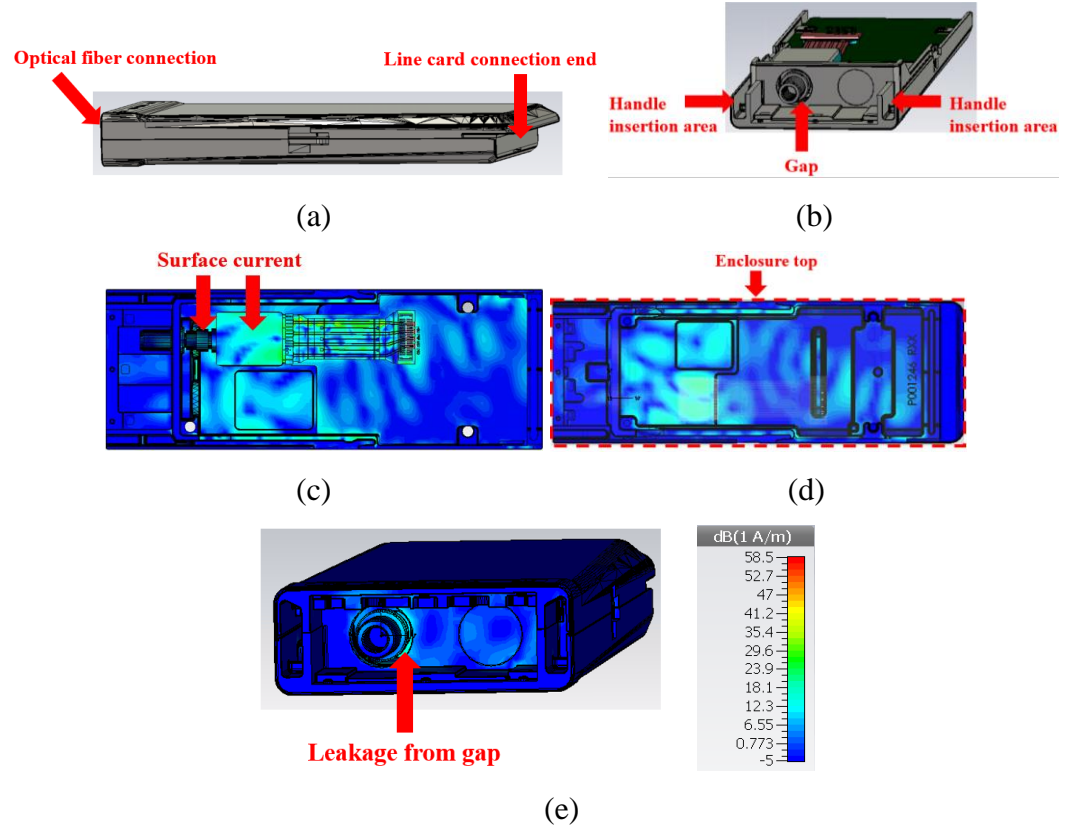 Optical fiber connection
Line card connection end
Handle
insertion area
Handle
insertion area
Gap
(a)
(b)
Surface current
Enclosure top
P001246 RXX
(c)
(d)
Leakage from gap
dB(1 A/m)
58.5
52.7
47
41.2
35.4
29.6
23.9
18.1
12.3
6.55
0.773
-5
(e)